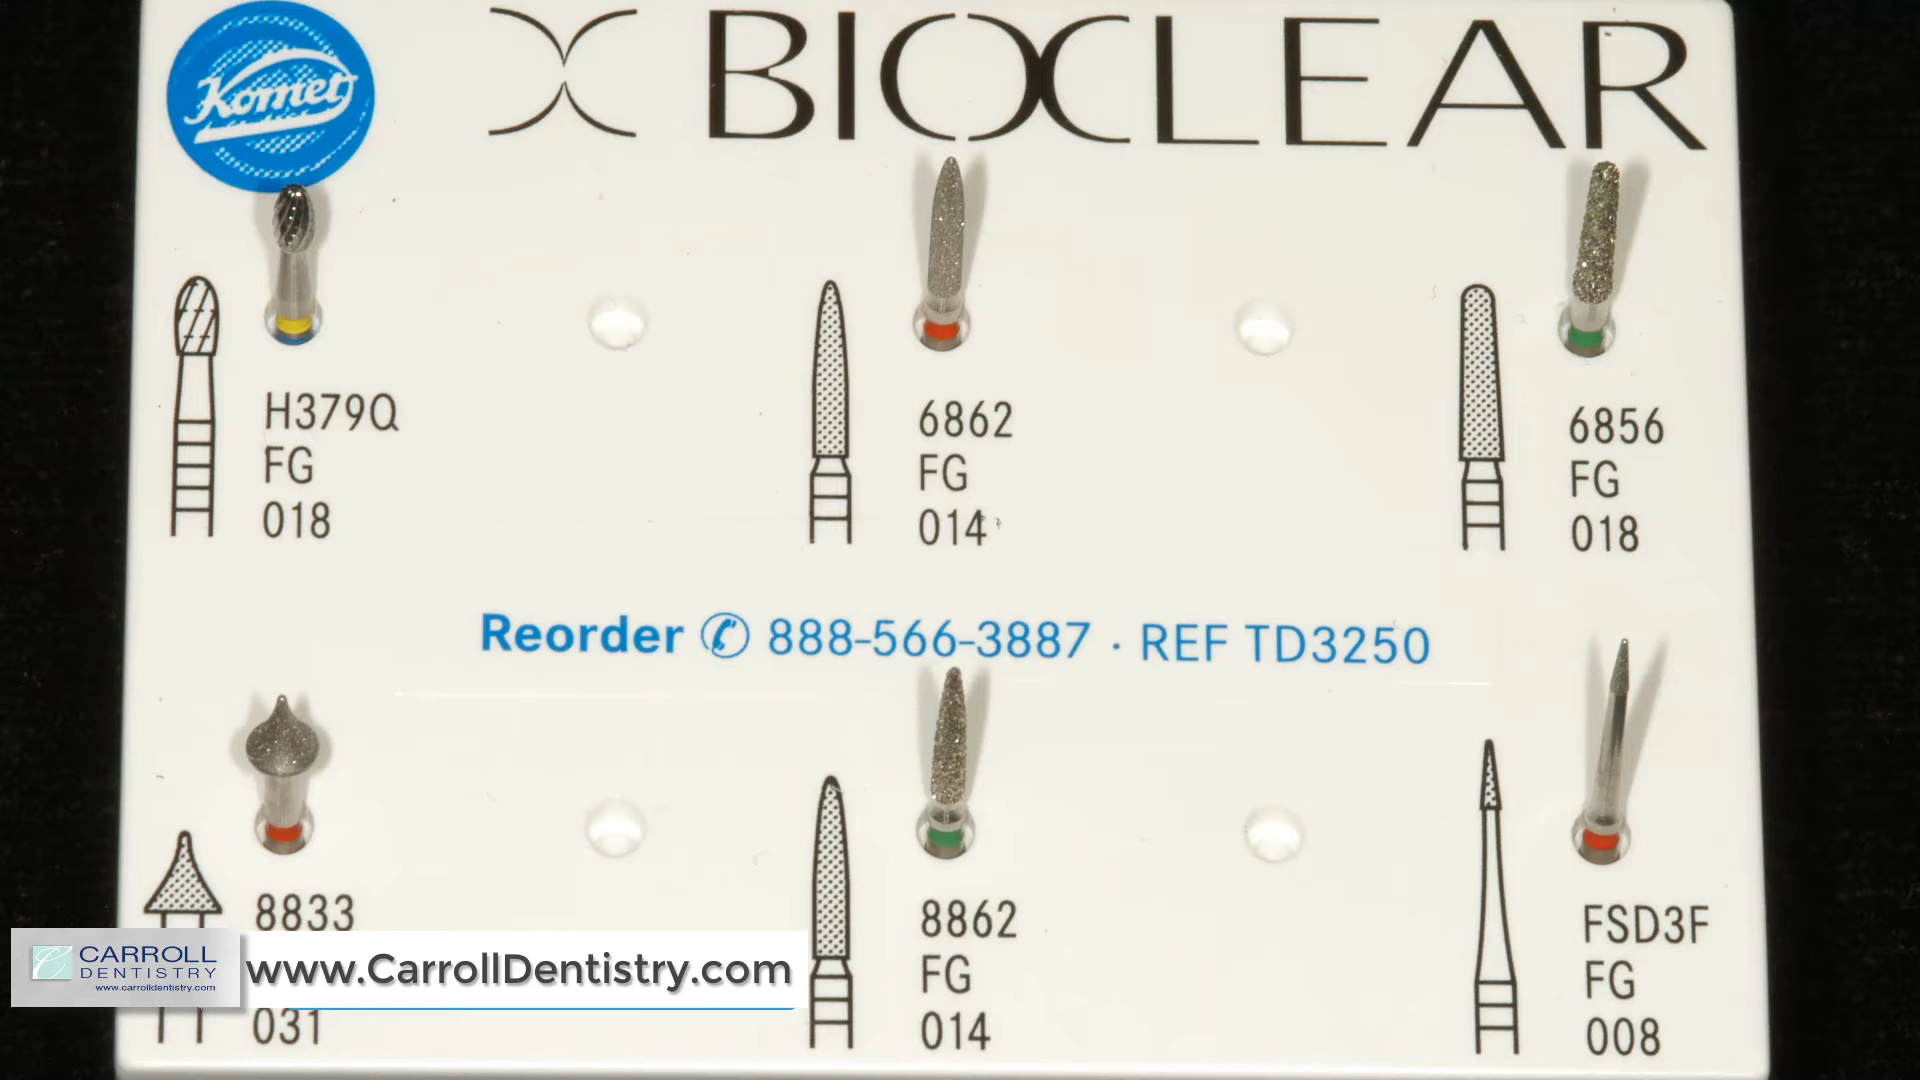 Komet
BIOCLEAR
H379Q
FG
018
6862
FG
014
6856
FG
018
Reorder ✆ 888-566-3887 · REF TD3250
8833
031
8862
FG
014
FSD3F
FG
008
CARROLL
DENTISTRY
www.carrolldentistry.com
www.CarrollDentistry.com